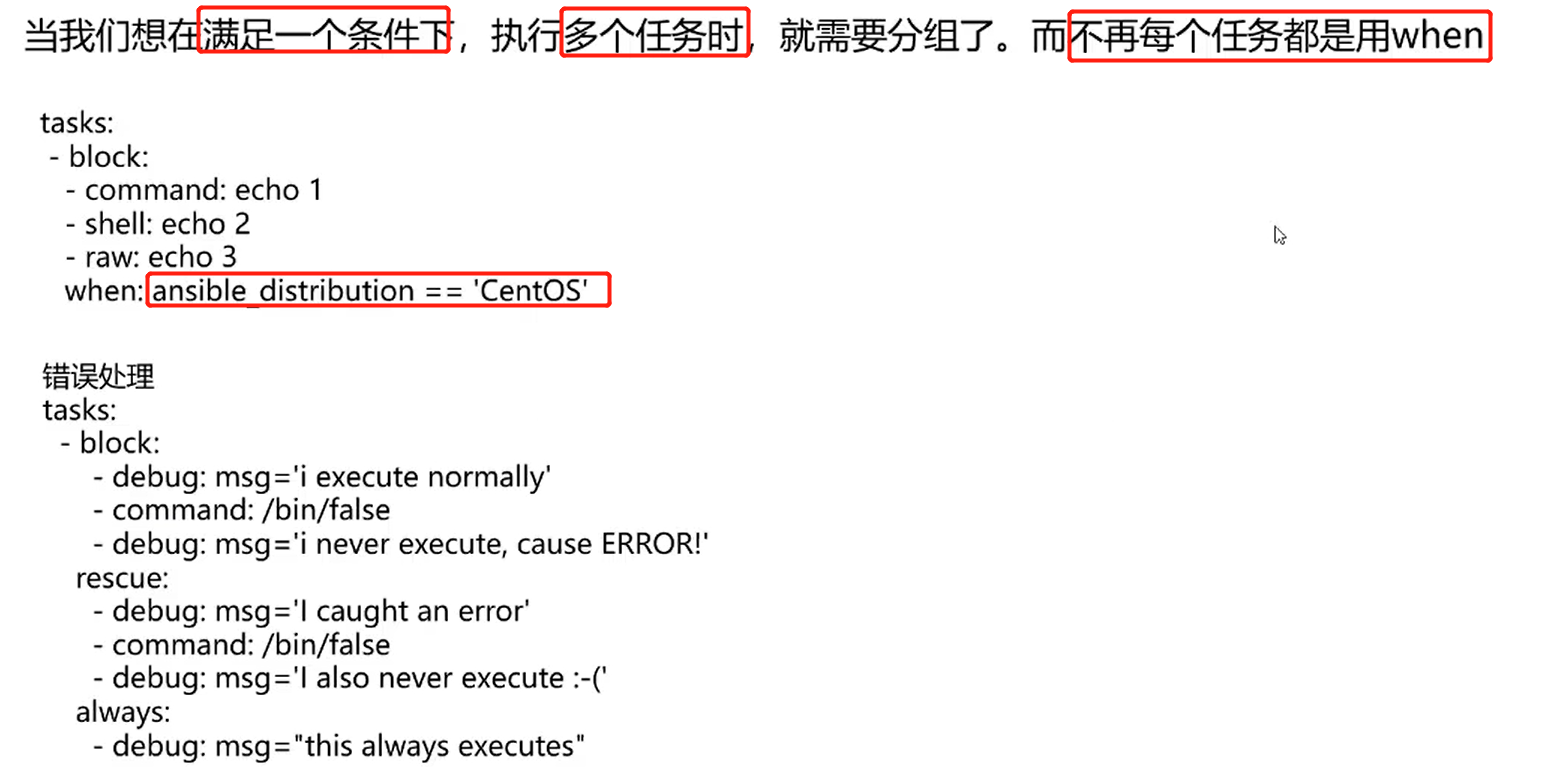 当我们想在满足一个条件下，执行多个任务时，就需要分组了。而不再每个任务都是用when
tasks:
- block:
- command: echo 1
- shell: echo 2
- raw: echo 3
when: ansible_distribution == 'CentOS'
错误处理
tasks:
- block:
- debug: msg='i execute normally'
- command: /bin/false
- debug: msg='i never execute, cause ERROR!'
rescue:
- debug: msg='I caught an error'
- command: /bin/false
- debug: msg='I also never execute :-('
always:
- debug: msg="this always executes"